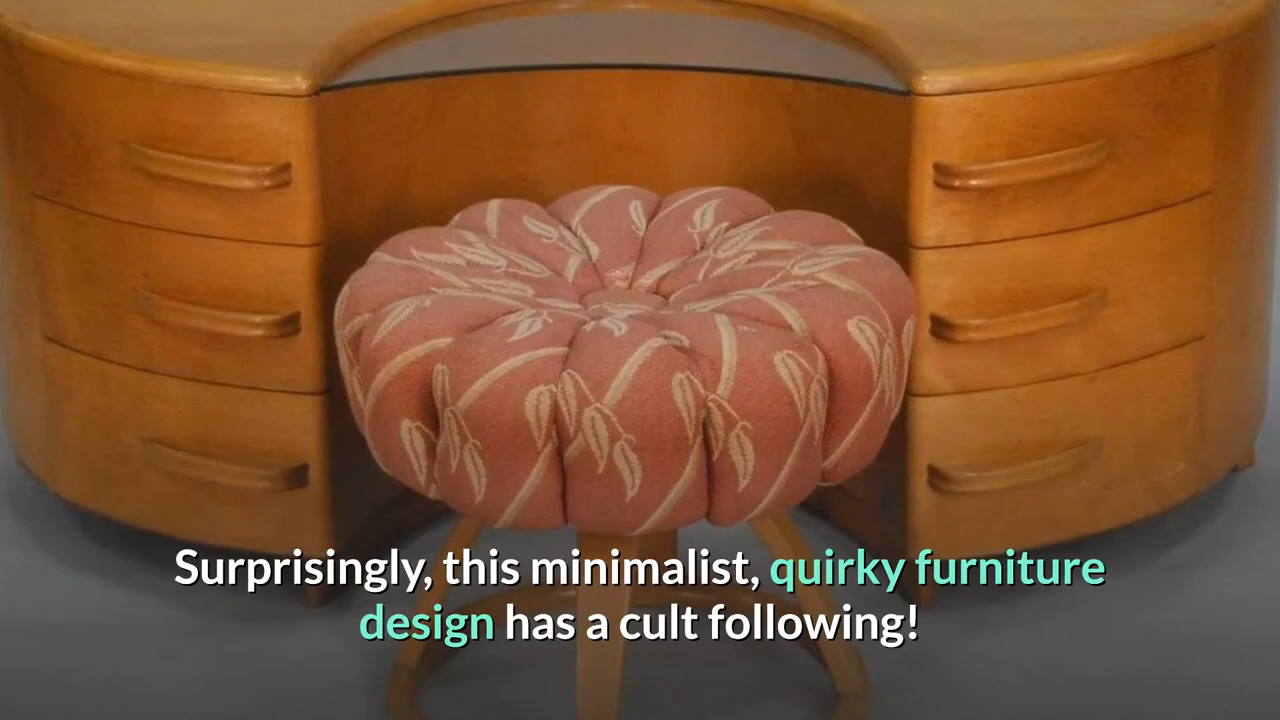 Surprisingly, this minimalist, quirky furniture
design has a cult following!